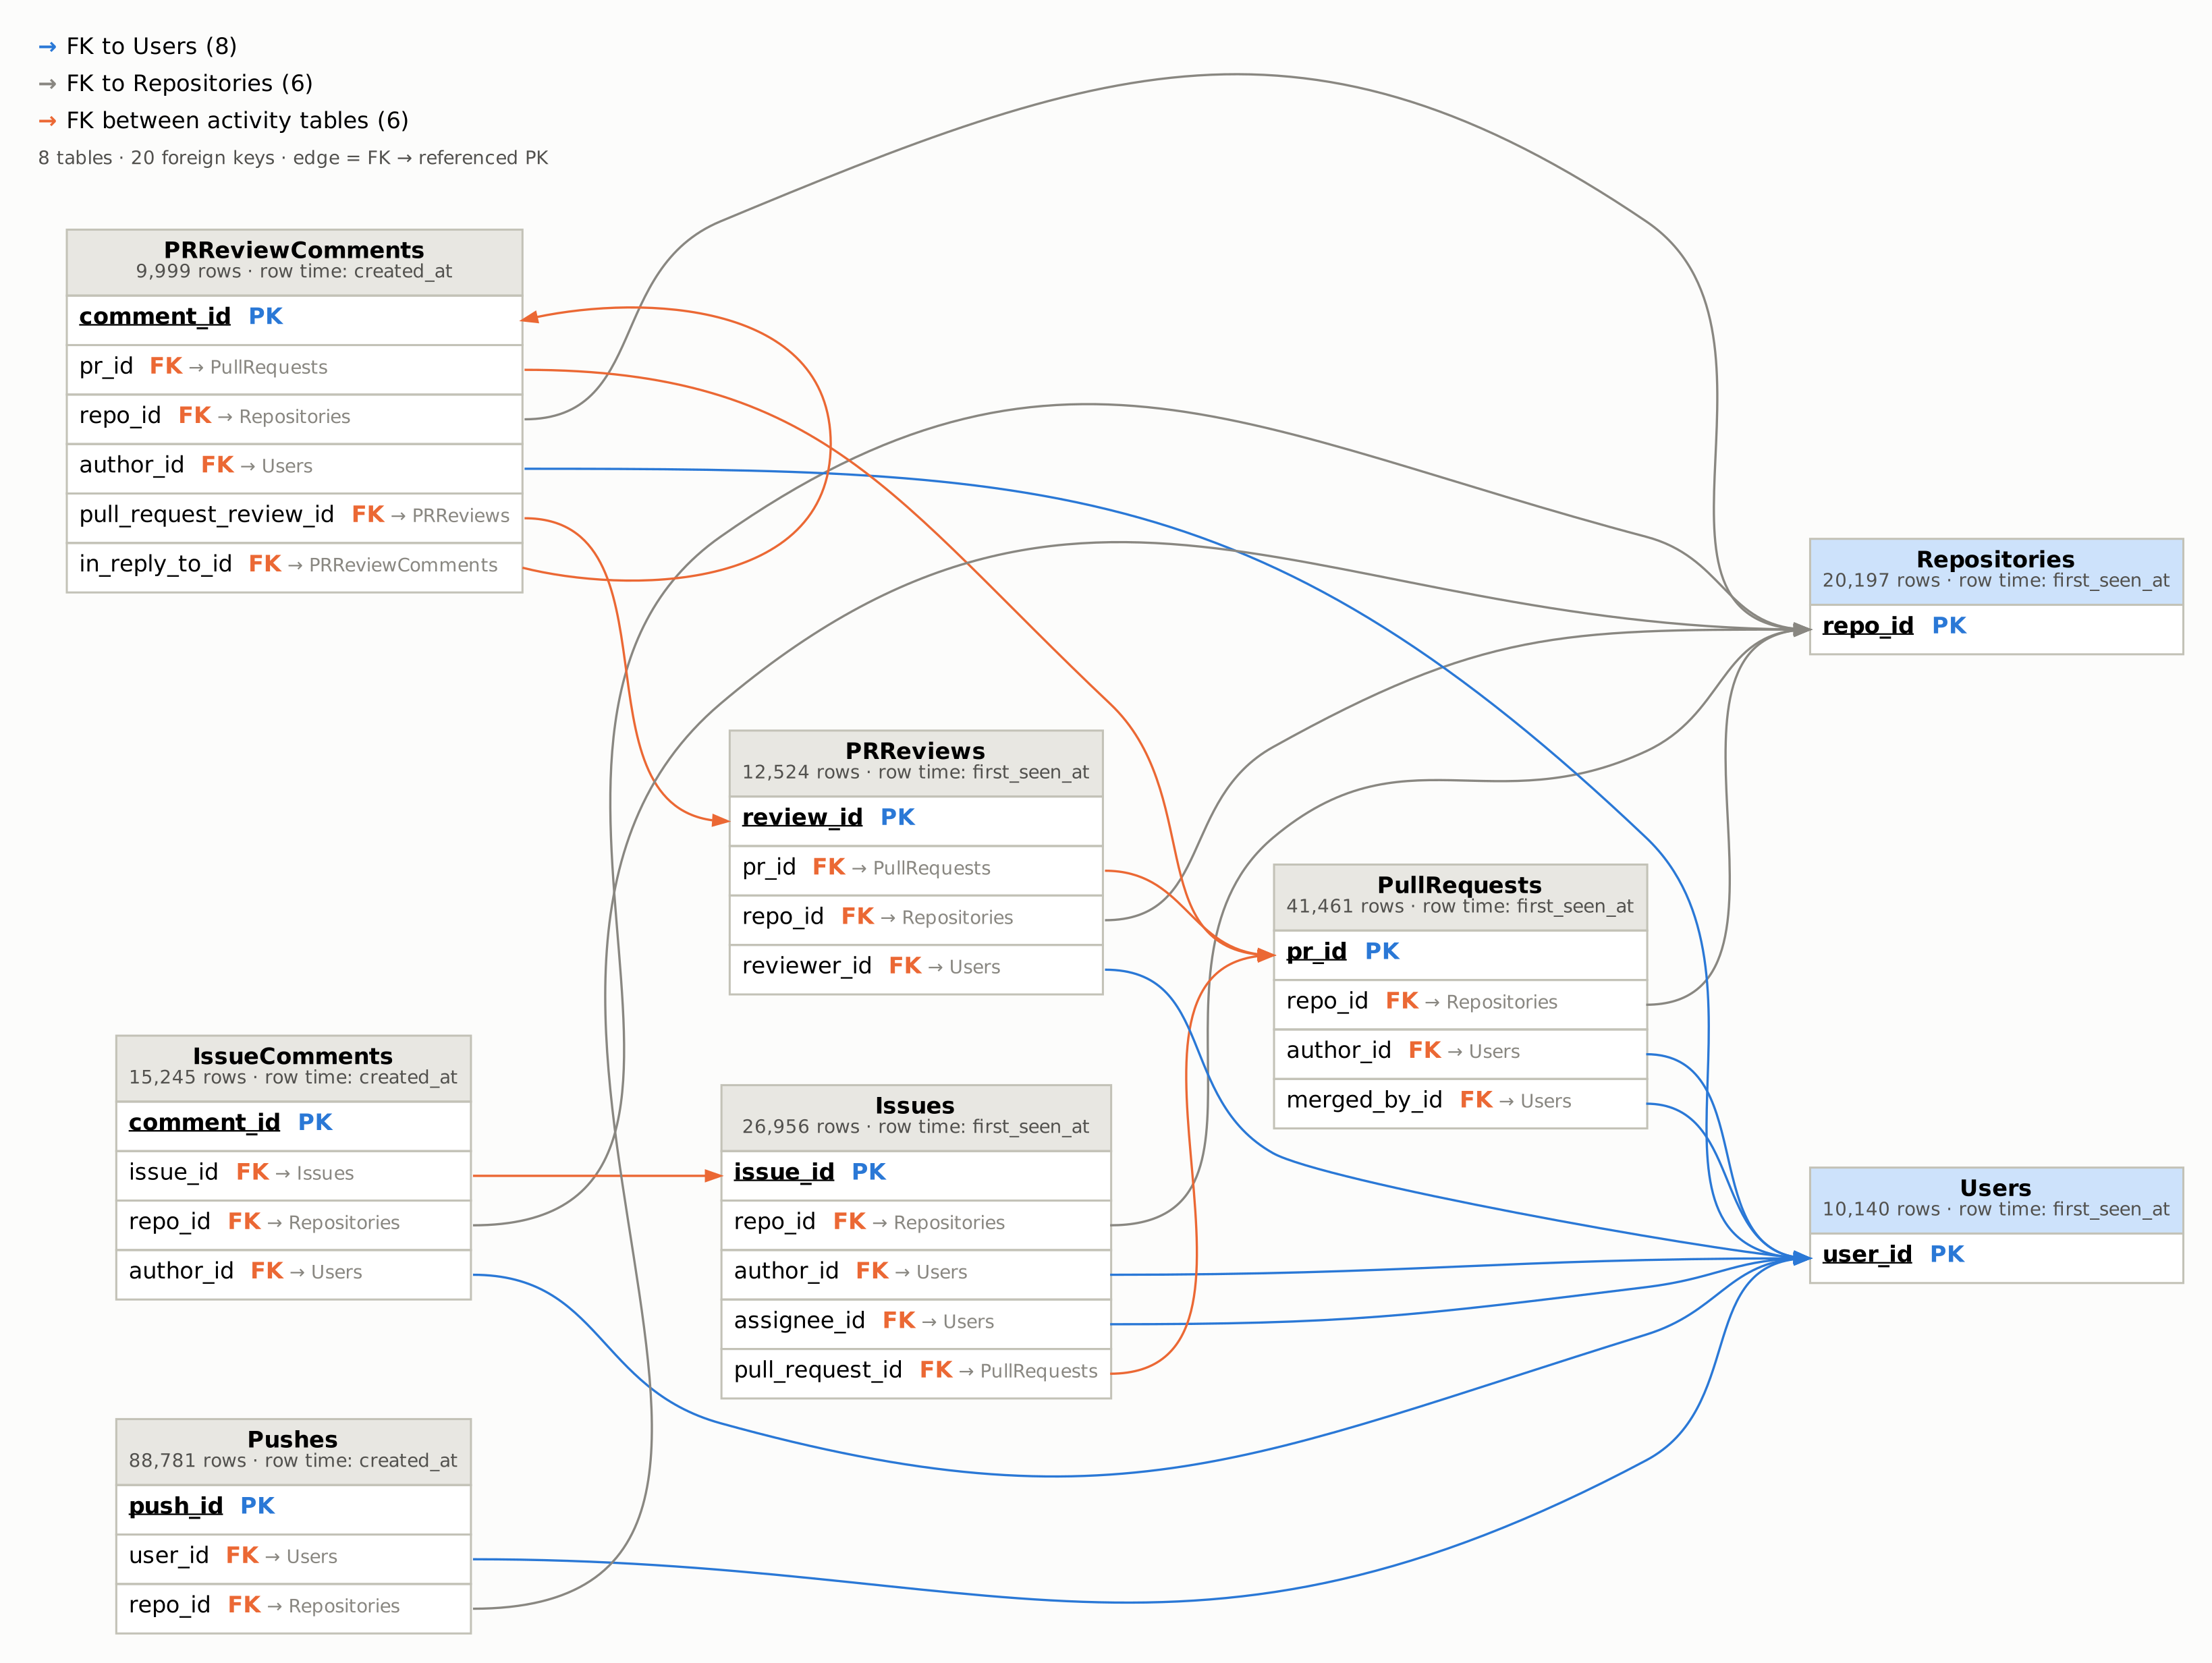 → FK to Users (8)
→ FK to Repositories (6)
→ FK between activity tables (6)
8 tables · 20 foreign keys · edge = FK → referenced PK
PRReviewComments
9,999 rows · row time: created_at
comment_id PK
pr_id FK → PullRequests
repo_id FK → Repositories
author_id FK → Users
pull_request_review_id FK → PRReviews
in_reply_to_id FK → PRReviewComments
Repositories
20,197 rows · row time: first_seen_at
repo_id PK
PRReviews
12,524 rows · row time: first_seen_at
review_id PK
pr_id FK → PullRequests
repo_id FK → Repositories
reviewer_id FK → Users
PullRequests
41,461 rows · row time: first_seen_at
pr_id PK
repo_id FK → Repositories
author_id FK → Users
merged_by_id FK → Users
IssueComments
15,245 rows · row time: created_at
comment_id PK
issue_id FK → Issues
repo_id FK → Repositories
author_id FK → Users
Issues
26,956 rows · row time: first_seen_at
issue_id PK
repo_id FK → Repositories
author_id FK → Users
assignee_id FK → Users
pull_request_id FK → PullRequests
Users
10,140 rows · row time: first_seen_at
user_id PK
Pushes
88,781 rows · row time: created_at
push_id PK
user_id FK → Users
repo_id FK → Repositories